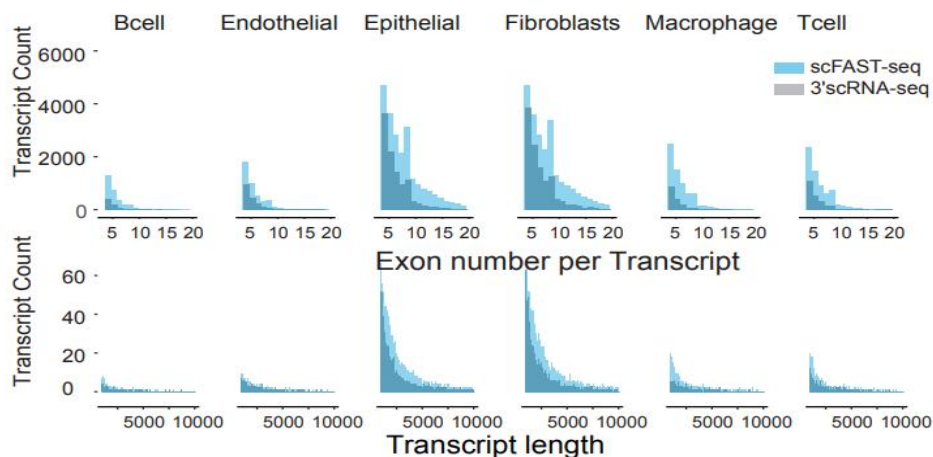 Bcell Endothelial Epithelial Fibroblasts Macrophage Tcell
Transcript Count
6000
4000
2000
0
scFAST-seq
3'scRNA-seq
5 10 15 20 5 10 15 20 5 10 15 20 5 10 15 20 5 10 15 20 5 10 15 20
Exon number per Transcript
Transcript Count
60
40
20
0
5000 10000 5000 10000 5000 10000 5000 10000 5000 10000 5000 10000
Transcript length